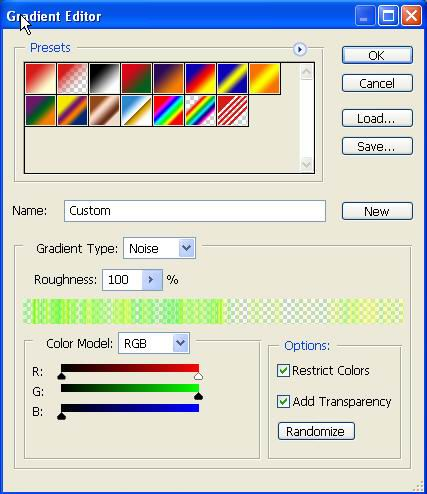 Gradient Editor
Presets
OK
Cancel
Load...
Save...
Name: Custom
New
Gradient Type: Noise
Roughness: 100 %
Color Model: RGB
R:
G:
B:
Options:
Restrict Colors
Add Transparency
Randomize